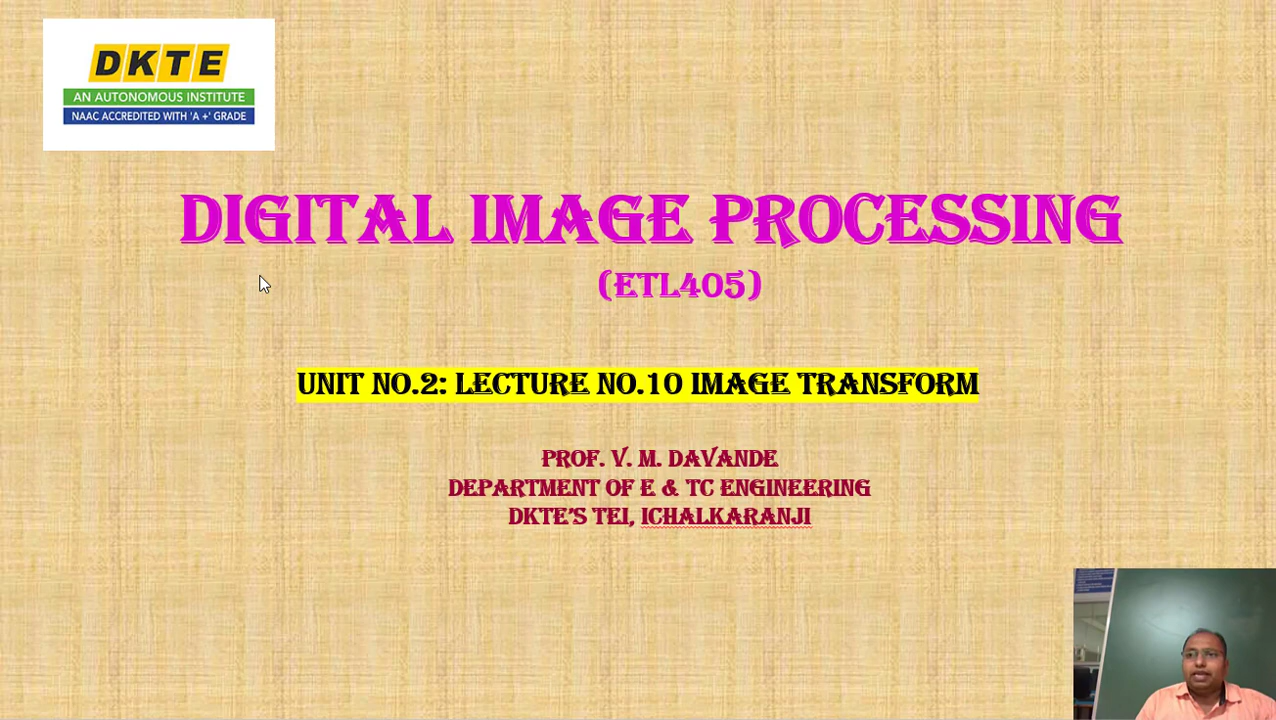 DKTE
AN AUTONOMOUS INSTITUTE
NAAC ACCREDITED WITH 'A +' GRADE
DIGITAL IMAGE PROCESSING
(ETL405)
UNIT NO.2: LECTURE NO.10 IMAGE TRANSFORM
PROF. V. M. DAVANDE
DEPARTMENT OF E & TC ENGINEERING
DKTE'S TEI, ICHALKARANJI